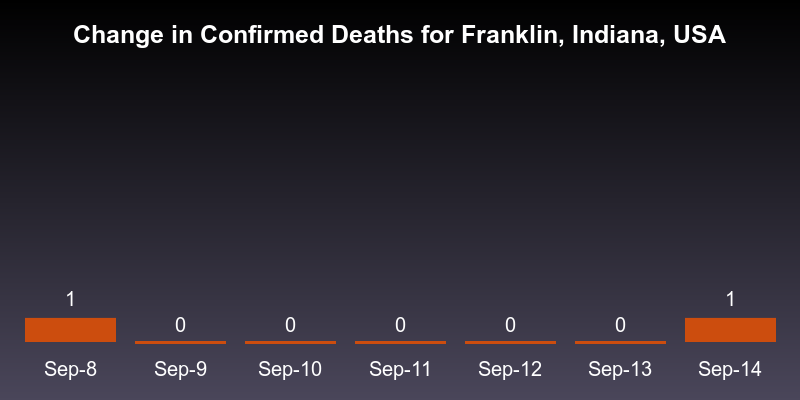 Change in Confirmed Deaths for Franklin, Indiana, USA
1 0 0 0 0 0 1
Sep-8 Sep-9 Sep-10 Sep-11 Sep-12 Sep-13 Sep-14